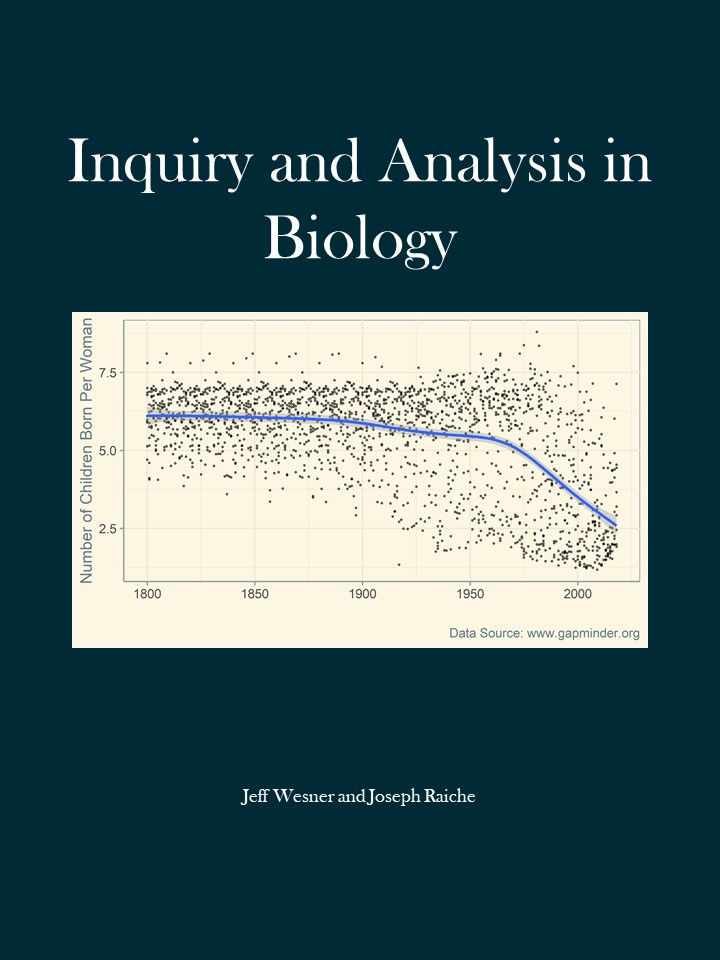 Inquiry and Analysis in
Biology
Number of Children Born Per Woman
7.5
5.0
2.5
1800 1850 1900 1950 2000
Data Source: www.gapminder.org
Jeff Wesner and Joseph Raiche